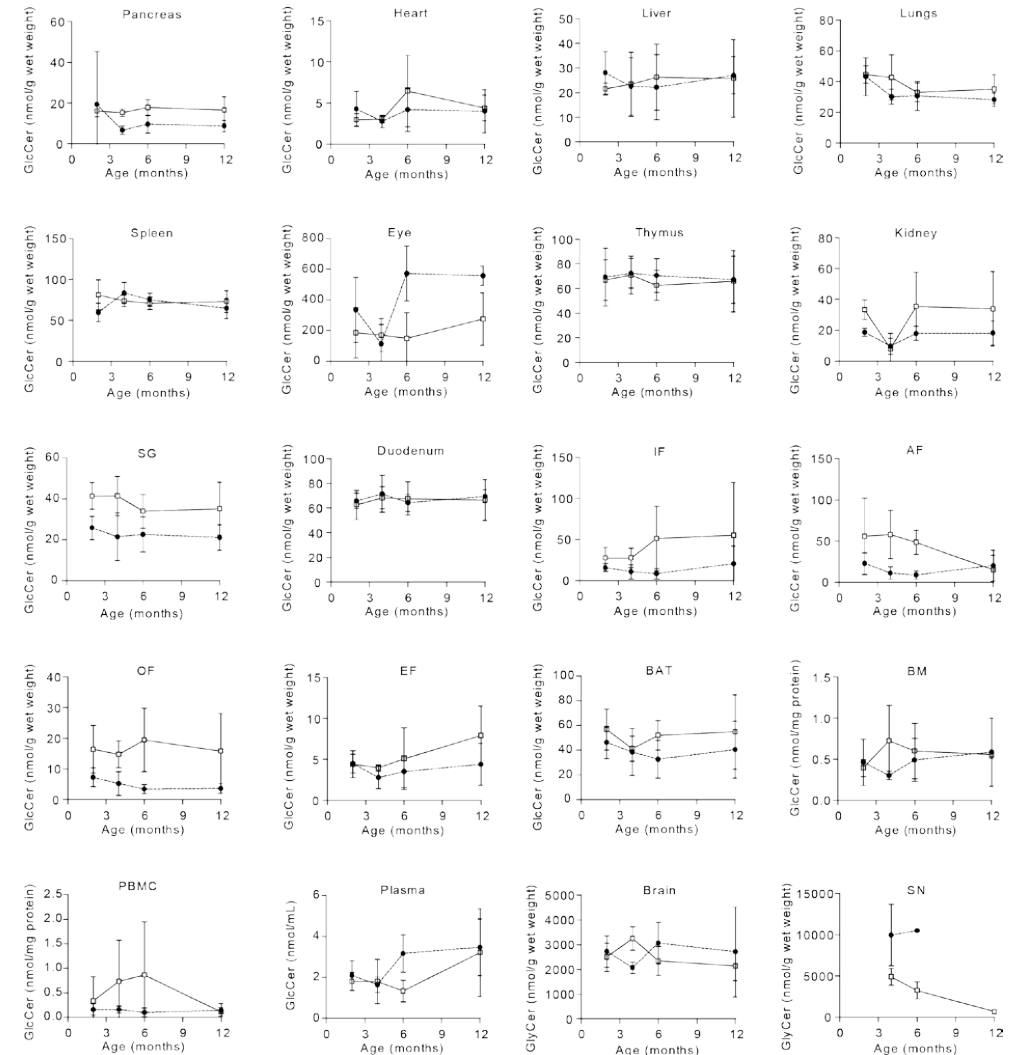 Pancreas
GlcCer (nmol/g wet weight)
60
40
20
0
0 3 6 9 12
Age (months)
Heart
GlcCer (nmol/g wet weight)
15
10
5
0
0 3 6 9 12
Age (months)
Liver
GlcCer (nmol/g wet weight)
50
40
30
20
10
0
0 3 6 9 12
Age (months)
Lungs
GlcCer (nmol/g wet weight)
80
60
40
20
0
0 3 6 9 12
Age (months)
Spleen
GlcCer (nmol/g wet weight)
150
100
50
0
0 3 6 9 12
Age (months)
Eye
GlcCer (nmol/g wet weight)
800
600
400
200
0
0 3 6 9 12
Age (months)
Thymus
GlcCer (nmol/g wet weight)
100
80
60
40
20
0
0 3 6 9 12
Age (months)
Kidney
GlcCer (nmol/g wet weight)
80
60
40
20
0
0 3 6 9 12
Age (months)
SG
GlcCer (nmol/g wet weight)
60
40
20
0
0 3 6 9 12
Age (months)
Duodenum
GlcCer (nmol/g wet weight)
100
80
60
40
20
0
0 3 6 9 12
Age (months)
IF
GlcCer (nmol/g wet weight)
150
100
50
0
0 3 6 9 12
Age (months)
AF
GlcCer (nmol/g wet weight)
150
100
50
0
0 3 6 9 12
Age (months)
OF
GlcCer (nmol/g wet weight)
40
30
20
10
0
0 3 6 9 12
Age (months)
EF
GlcCer (nmol/g wet weight)
15
10
5
0
0 3 6 9 12
Age (months)
BAT
GlcCer (nmol/g wet weight)
100
80
60
40
20
0
0 3 6 9 12
Age (months)
BM
GlcCer (nmol/mg protein)
1.5
1.0
0.5
0.0
0 3 6 9 12
Age (months)
PBMC
GlcCer (nmol/mg protein)
2.5
2.0
1.5
1.0
0.5
0.0
0 3 6 9 12
Age (months)
Plasma
GlcCer (nmol/mL)
6
4
2
0
0 3 6 9 12
Age (months)
Brain
GlyCer (nmol/g wet weight)
5000
4000
3000
2000
1000
0
0 3 6 9 12
Age (months)
SN
GlyCer (nmol/g wet weight)
15000
10000
5000
0
0 3 6 9 12
Age (months)